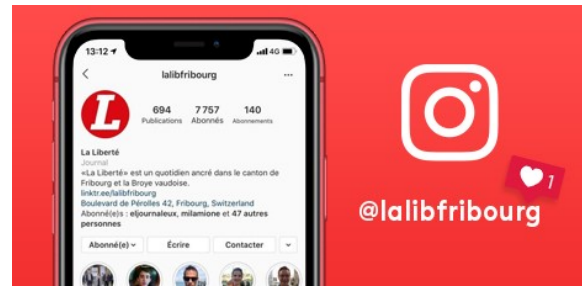 13:12
4G
lalibfribourg
...
L
694 7 757 140
Publications Abonnés Abonnements
La Liberté
Journal
«La Liberté» est un quotidien ancré dans le canton de
Fribourg et la Broye vaudoise.
linktr.ee/lalibfribourg
Boulevard de Pérolles 42, Fribourg, Switzerland
Abonné(e)s : eljournaleux, milamione et 47 autres
personnes
Abonné(e) Écrire Contacter
1
@lalibfribourg